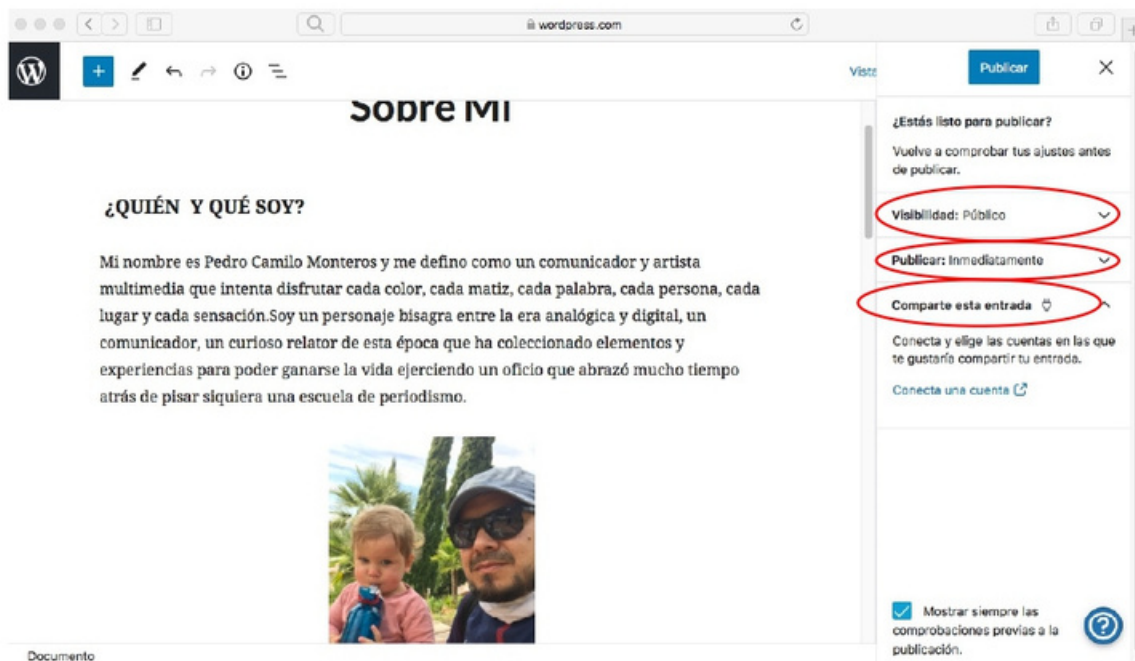 wordpress.com
Vista
Publicar
Sobre Mi
¿Estás listo para publicar?
Vuelve a comprobar tus ajustes antes
de publicar.
¿QUIÉN Y QUÉ SOY?
Visibilidad: Público
Mi nombre es Pedro Camilo Monteros y me defino como un comunicador y artista
multimedia que intenta disfrutar cada color, cada matiz, cada palabra, cada persona, cada
lugar y cada sensación.Soy un personaje bisagra entre la era analógica y digital, un
comunicador, un curioso relator de esta época que ha coleccionado elementos y
experiencias para poder ganarse la vida ejerciendo un oficio que abrazó mucho tiempo
atrás de pisar siquiera una escuela de periodismo.
Publicar: Inmediatamente
Comparte esta entrada
Conecta y elige las cuentas en las que
te gustaría compartir tu entrada.
Conecta una cuenta
Mostrar siempre las
comprobaciones previas a la
publicación.
Documento